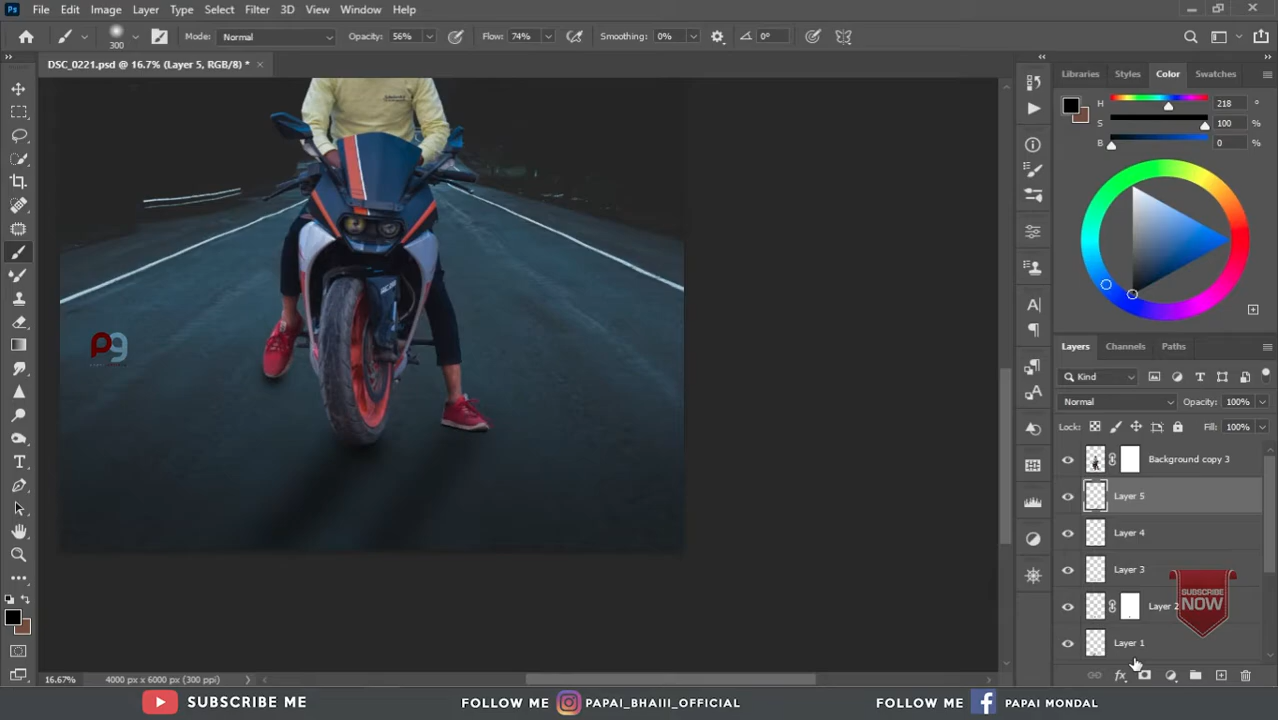 Ps File Edit Image Layer Type Select Filter 3D View Window Help
300 Mode: Normal Opacity: 56% Flow: 74% Smoothing: 0% 0°
DSC_0221.psd @ 16.7% (Layer 5, RGB/8) *
Libraries Styles Color Swatches
H 218 °
S 100 %
B 0 %
pg
Layers Channels Paths
Kind
Normal Opacity: 100%
Lock: Fill: 100%
Background copy 3
Layer 5
Layer 4
Layer 3
Layer 2
Layer 1
SUBSCRIBE
NOW
fx
16.67% 4000 px x 6000 px (300 ppi)
SUBSCRIBE ME FOLLOW ME PAPAI_BHAIII_OFFICIAL FOLLOW ME PAPAI MONDAL